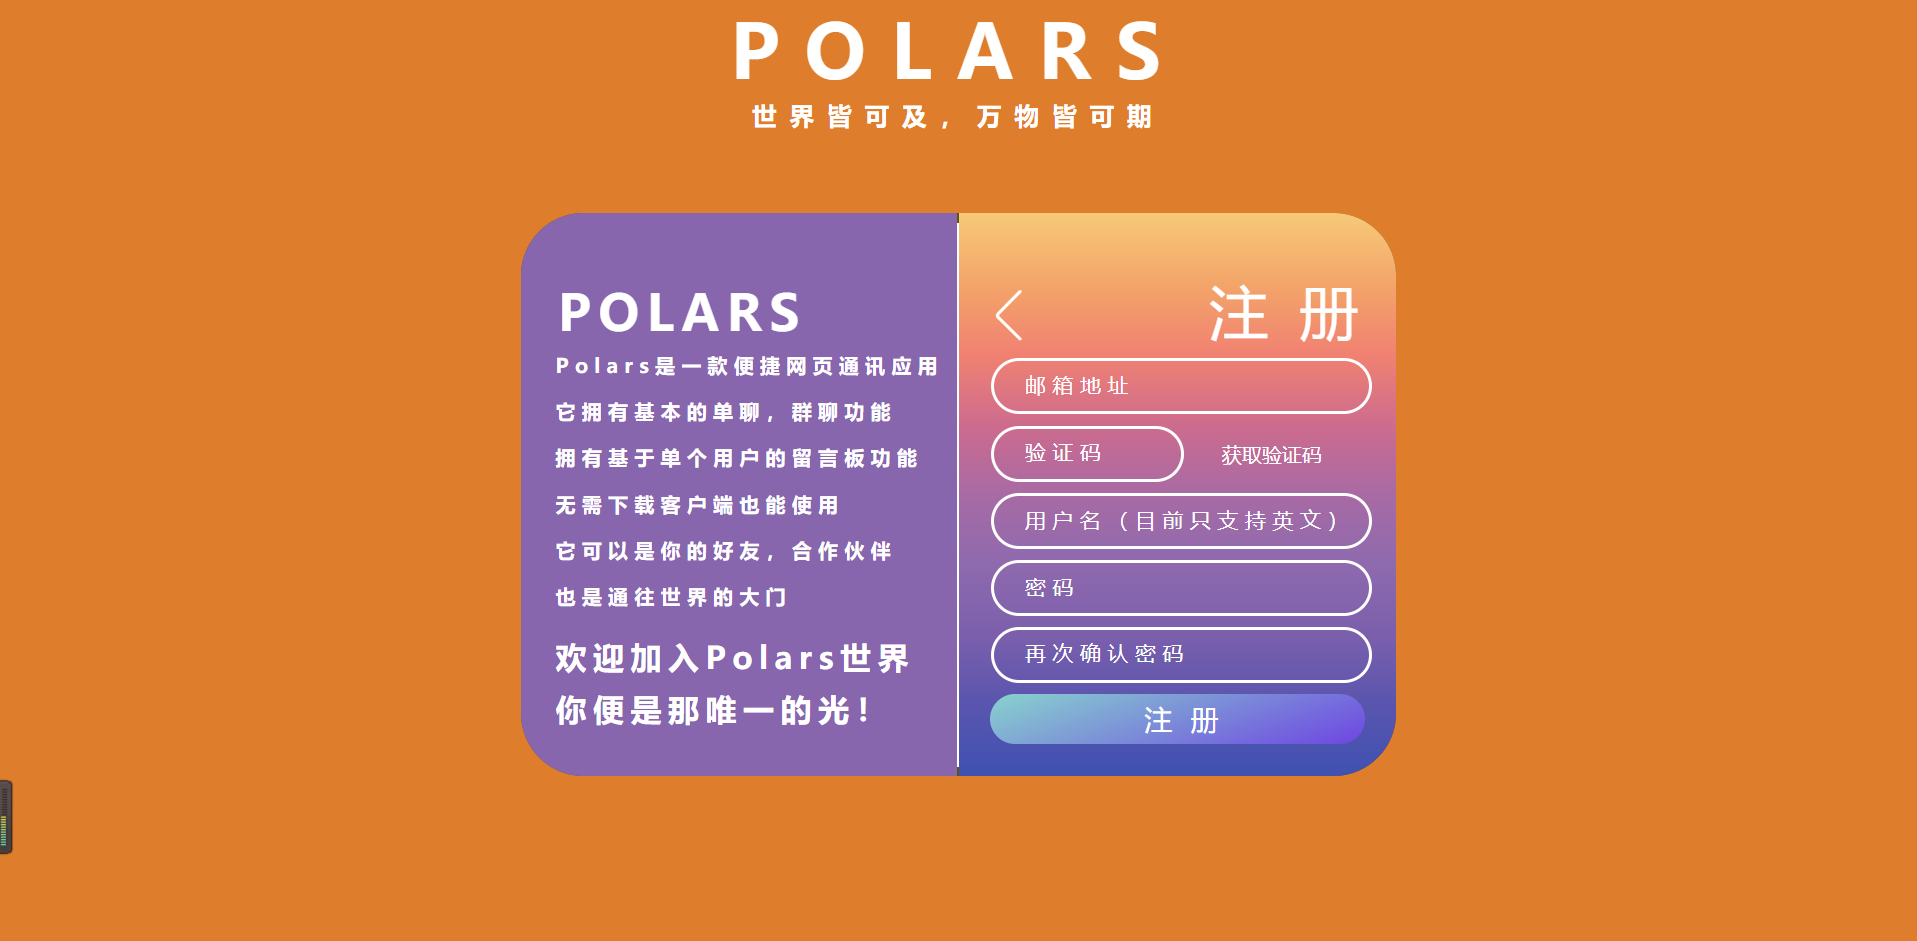 POLARS
世界皆可及，万物皆可期
POLARS
Polars是一款便捷网页通讯应用
它拥有基本的单聊，群聊功能
拥有基于单个用户的留言板功能
无需下载客户端也能使用
它可以是你的好友，合作伙伴
也是通往世界的大门
欢迎加入Polars世界
你便是那唯一的光！
注 册
邮箱地址
验证码
获取验证码
用户名（目前只支持英文）
密码
再次确认密码
注 册